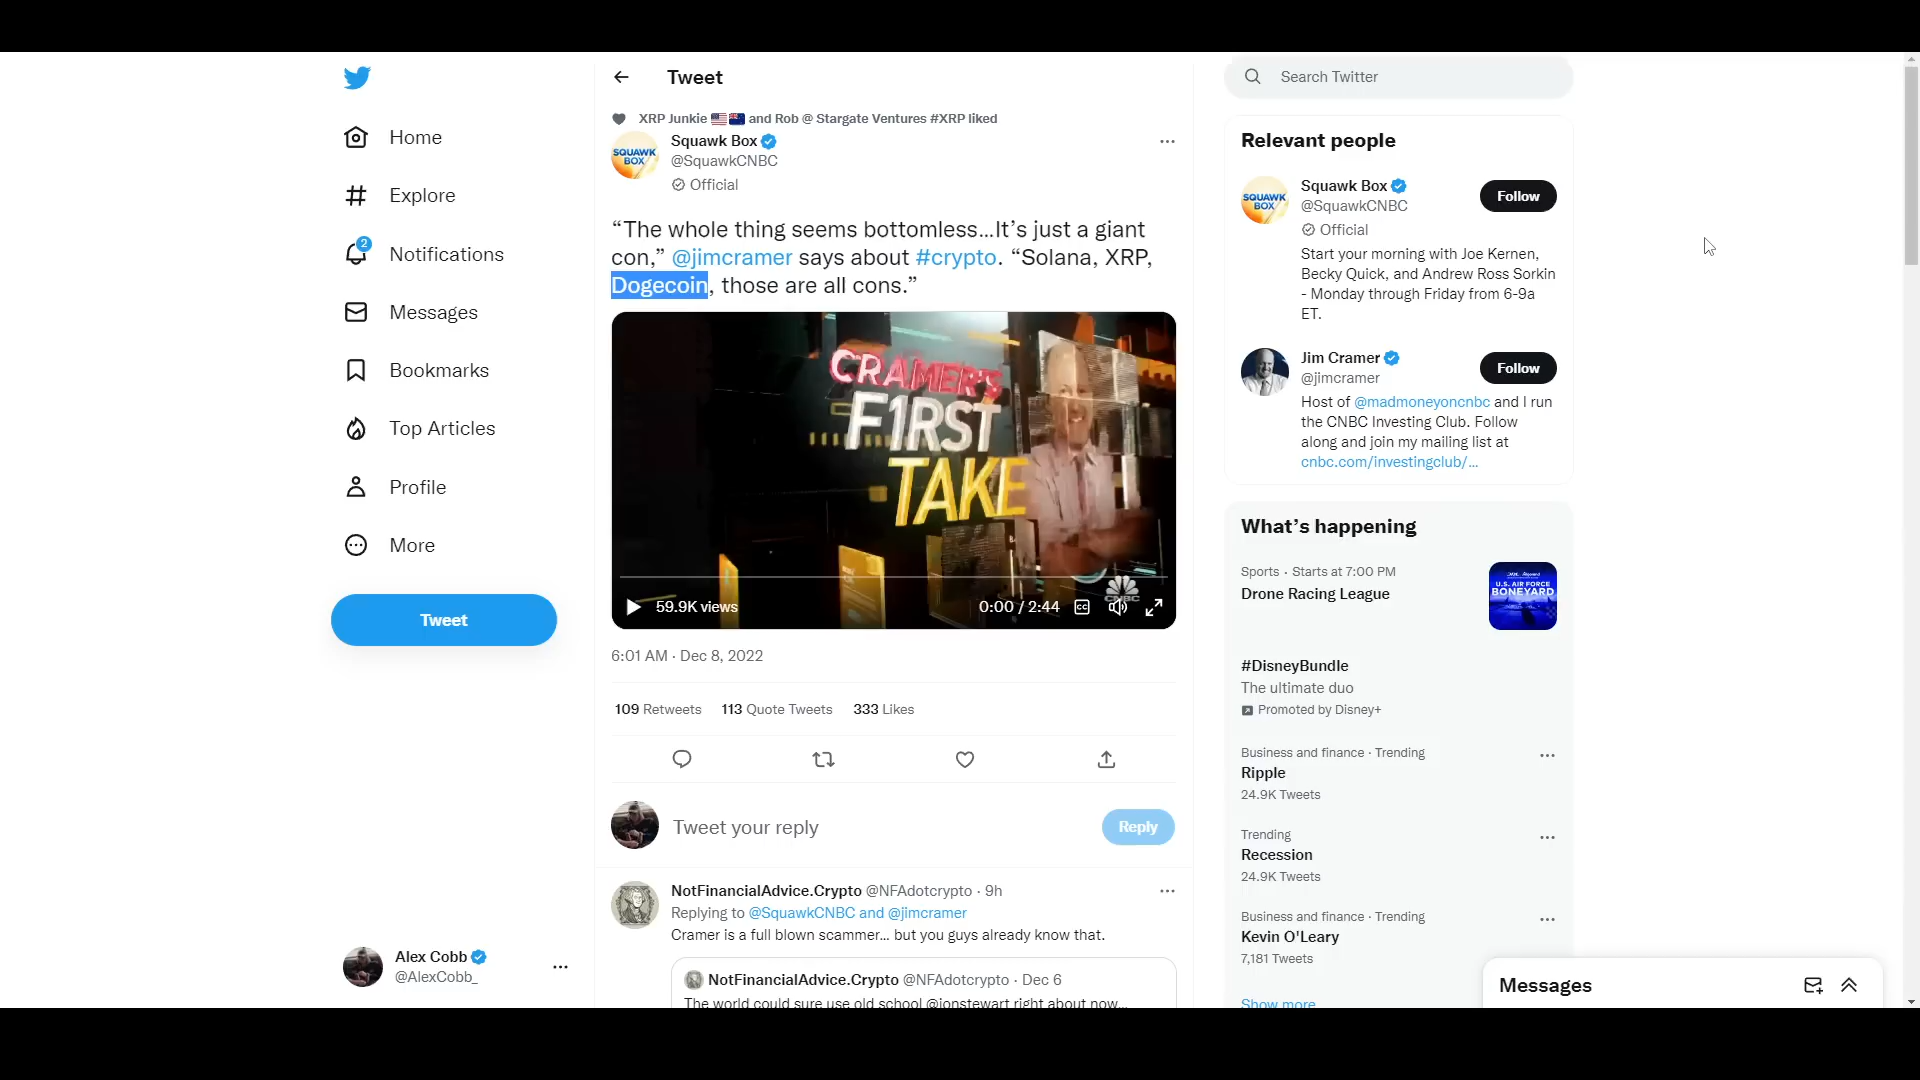 Home
Explore
2
Notifications
Messages
Bookmarks
Top Articles
Profile
More
Tweet
Alex Cobb
@AlexCobb_
Tweet
XRP Junkie 🇺🇸🇦🇺 and Rob @ Stargate Ventures #XRP liked
SQUAWK
BOX
Squawk Box
@SquawkCNBC
Official
“The whole thing seems bottomless…It’s just a giant
con,” @jimcramer says about #crypto. “Solana, XRP,
Dogecoin, those are all cons.”
CRAMER'S
F1RST
TAKE
CNBC
59.9K views
0:00 / 2:44
CC
6:01 AM · Dec 8, 2022
109 Retweets 113 Quote Tweets 333 Likes
Tweet your reply
Reply
NotFinancialAdvice.Crypto @NFAdotcrypto · 9h
Replying to @SquawkCNBC and @jimcramer
Cramer is a full blown scammer... but you guys already know that.
NotFinancialAdvice.Crypto @NFAdotcrypto · Dec 6
The world could sure use old school @jonstewart right about now...
Search Twitter
Relevant people
SQUAWK
BOX
Squawk Box
@SquawkCNBC
Official
Follow
Start your morning with Joe Kernen,
Becky Quick, and Andrew Ross Sorkin
- Monday through Friday from 6-9a
ET.
Jim Cramer
@jimcramer
Follow
Host of @madmoneyoncnbc and I run
the CNBC Investing Club. Follow
along and join my mailing list at
cnbc.com/investingclub/…
What’s happening
Sports · Starts at 7:00 PM
Drone Racing League
U.S. AIR FORCE
BONEYARD
#DisneyBundle
The ultimate duo
Promoted by Disney+
Business and finance · Trending
Ripple
24.9K Tweets
Trending
Recession
24.9K Tweets
Business and finance · Trending
Kevin O'Leary
7,181 Tweets
Show more
Messages